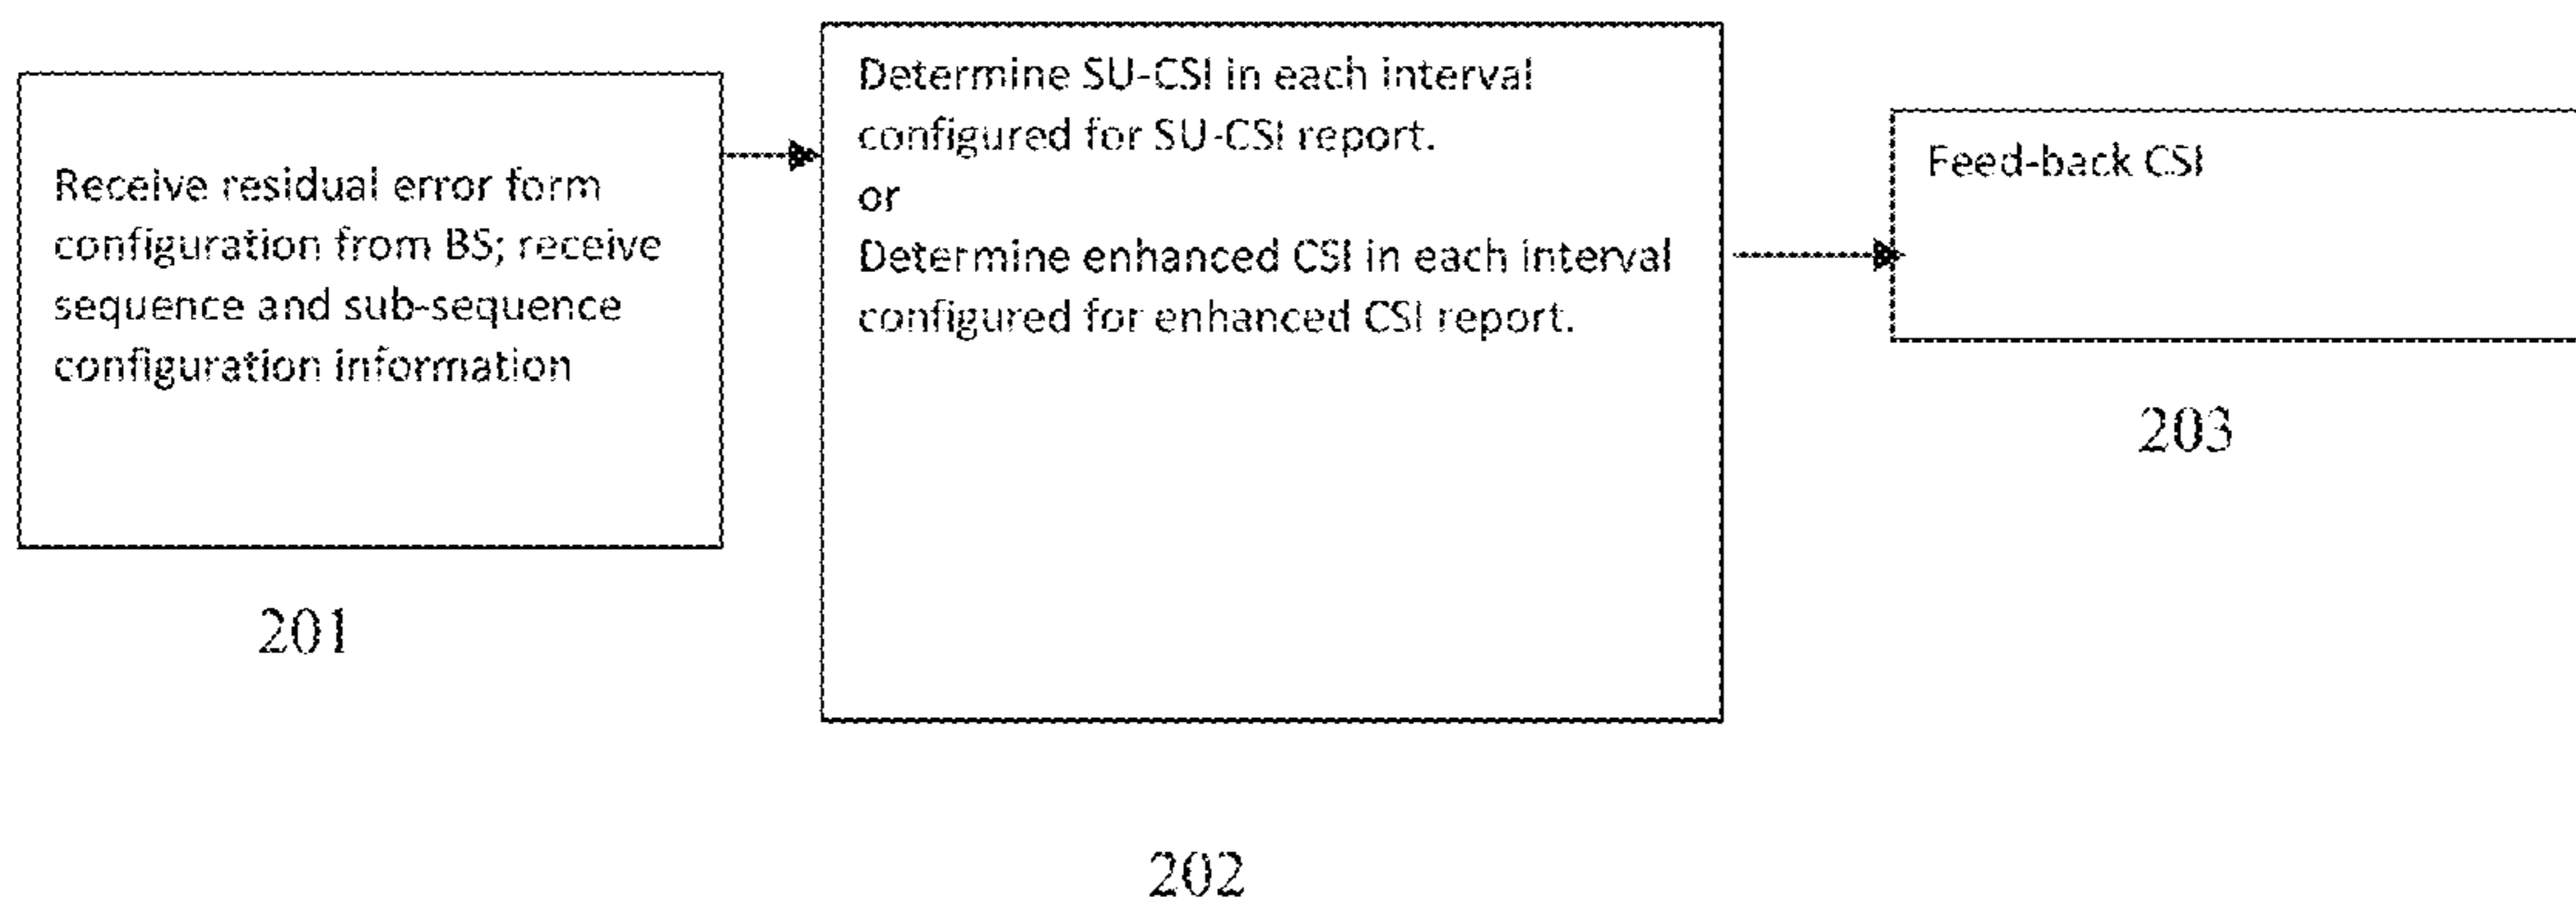 Receive residual error form
configuration from BS; receive
sequence and sub-sequence
configuration information
201
Determine SU-CSI in each interval
configured for SU-CSI report.
or
Determine enhanced CSI in each interval
configured for enhanced CSI report.
202
Feed-back CSI
203